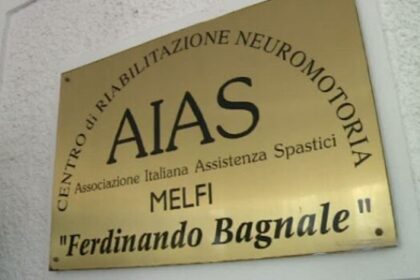 CENTRO di RIABILITAZIONE NEUROMOTORIA
AIAS
Associazione Italiana Assistenza Spastici
MELFI
"Ferdinando Bagnale"